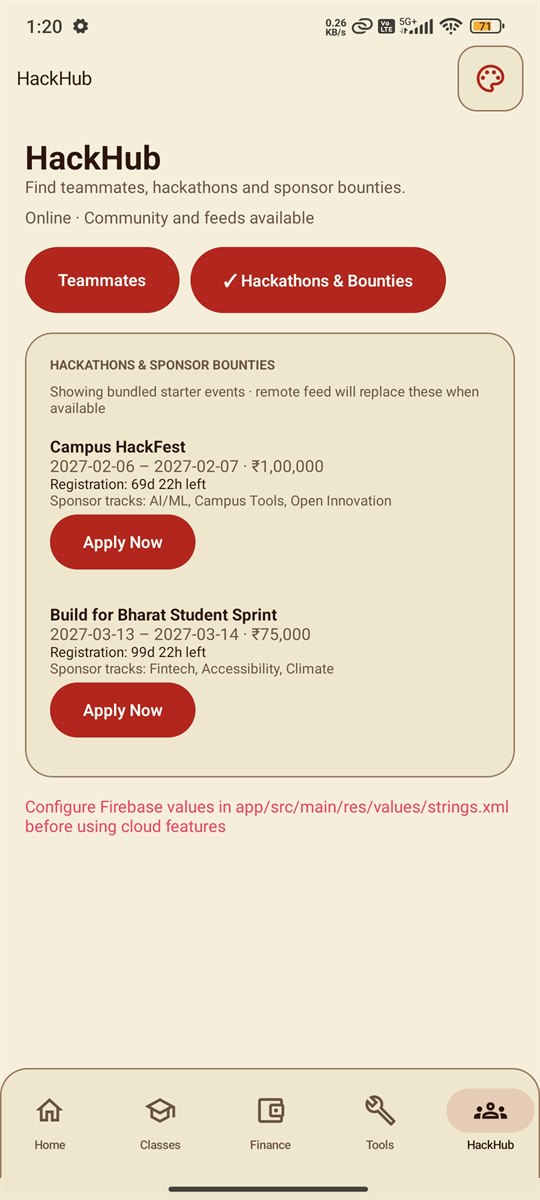 1:20
0.26 KB/s
Vo LTE
5G+
71
HackHub
HackHub
Find teammates, hackathons and sponsor bounties.
Online · Community and feeds available
Teammates
✓ Hackathons & Bounties
HACKATHONS & SPONSOR BOUNTIES
Showing bundled starter events · remote feed will replace these when
available
Campus HackFest
2027-02-06 – 2027-02-07 · ₹1,00,000
Registration: 69d 22h left
Sponsor tracks: AI/ML, Campus Tools, Open Innovation
Apply Now
Build for Bharat Student Sprint
2027-03-13 – 2027-03-14 · ₹75,000
Registration: 99d 22h left
Sponsor tracks: Fintech, Accessibility, Climate
Apply Now
Configure Firebase values in app/src/main/res/values/strings.xml
before using cloud features
Home
Classes
Finance
Tools
HackHub